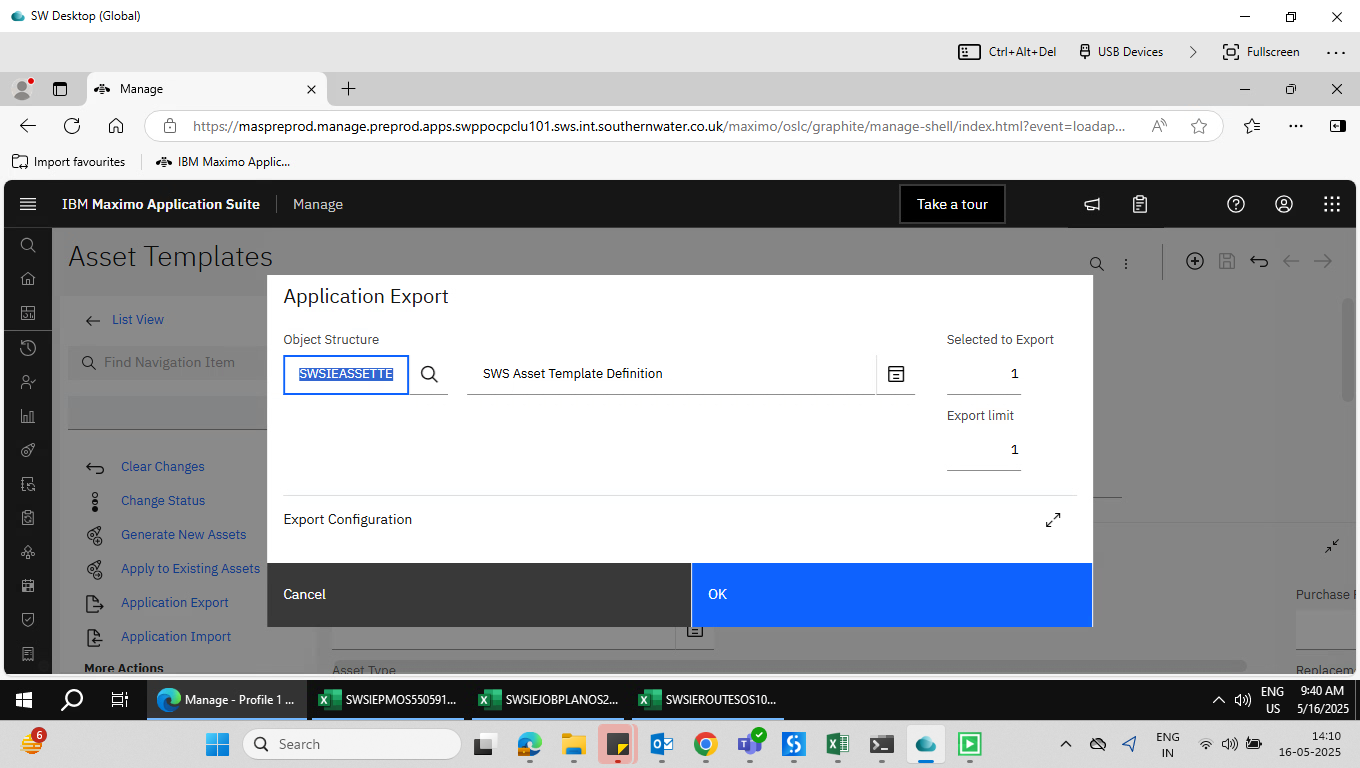 SW Desktop (Global)
Ctrl+Alt+Del
USB Devices
Fullscreen
Manage
https://maspreprod.manage.preprod.apps.swppocpclu101.sws.int.southernwater.co.uk/maximo/oslc/graphite/manage-shell/index.html?event=loadap...
Import favourites
IBM Maximo Applic...
IBM Maximo Application Suite
Manage
Take a tour
Asset Templates
List View
Find Navigation Item
Clear Changes
Change Status
Generate New Assets
Apply to Existing Assets
Application Export
Application Import
More Actions
Application Export
Object Structure
SWSIEASSETTE
SWS Asset Template Definition
Selected to Export
1
Export limit
1
Export Configuration
Cancel
OK
Purchase
Asset Type
Replacem
Manage - Profile 1 ...
SWSIEPMOS550591...
SWSIEJOBPLANOS2...
SWSIEROUTESOS10...
ENG
US
9:40 AM
5/16/2025
6
Search
ENG
IN
14:10
16-05-2025